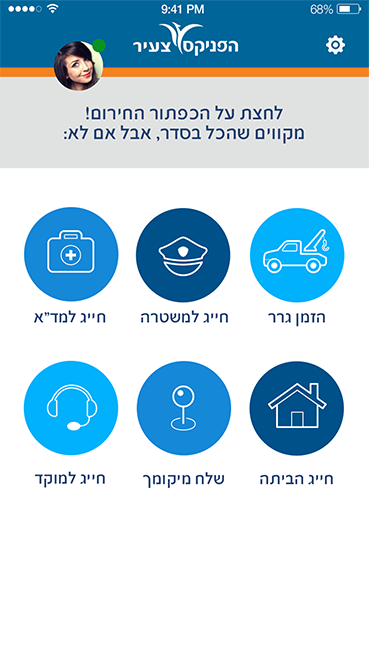 9:41 PM
68%
הפניקס צעיר
לחצת על הכפתור החירום!
מקווים שהכל בסדר, אבל אם לא:
הזמן גרר
חייג למשטרה
חייג למד"א
חייג הביתה
שלח מיקומך
חייג למוקד